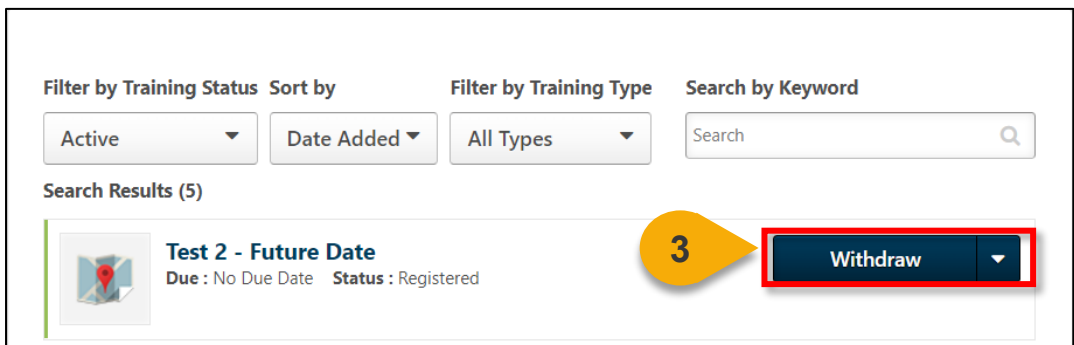 Filter by Training Status Sort by Filter by Training Type Search by Keyword
Active Date Added All Types Search
Search Results (5)
Test 2 - Future Date
Due : No Due Date Status : Registered
3
Withdraw